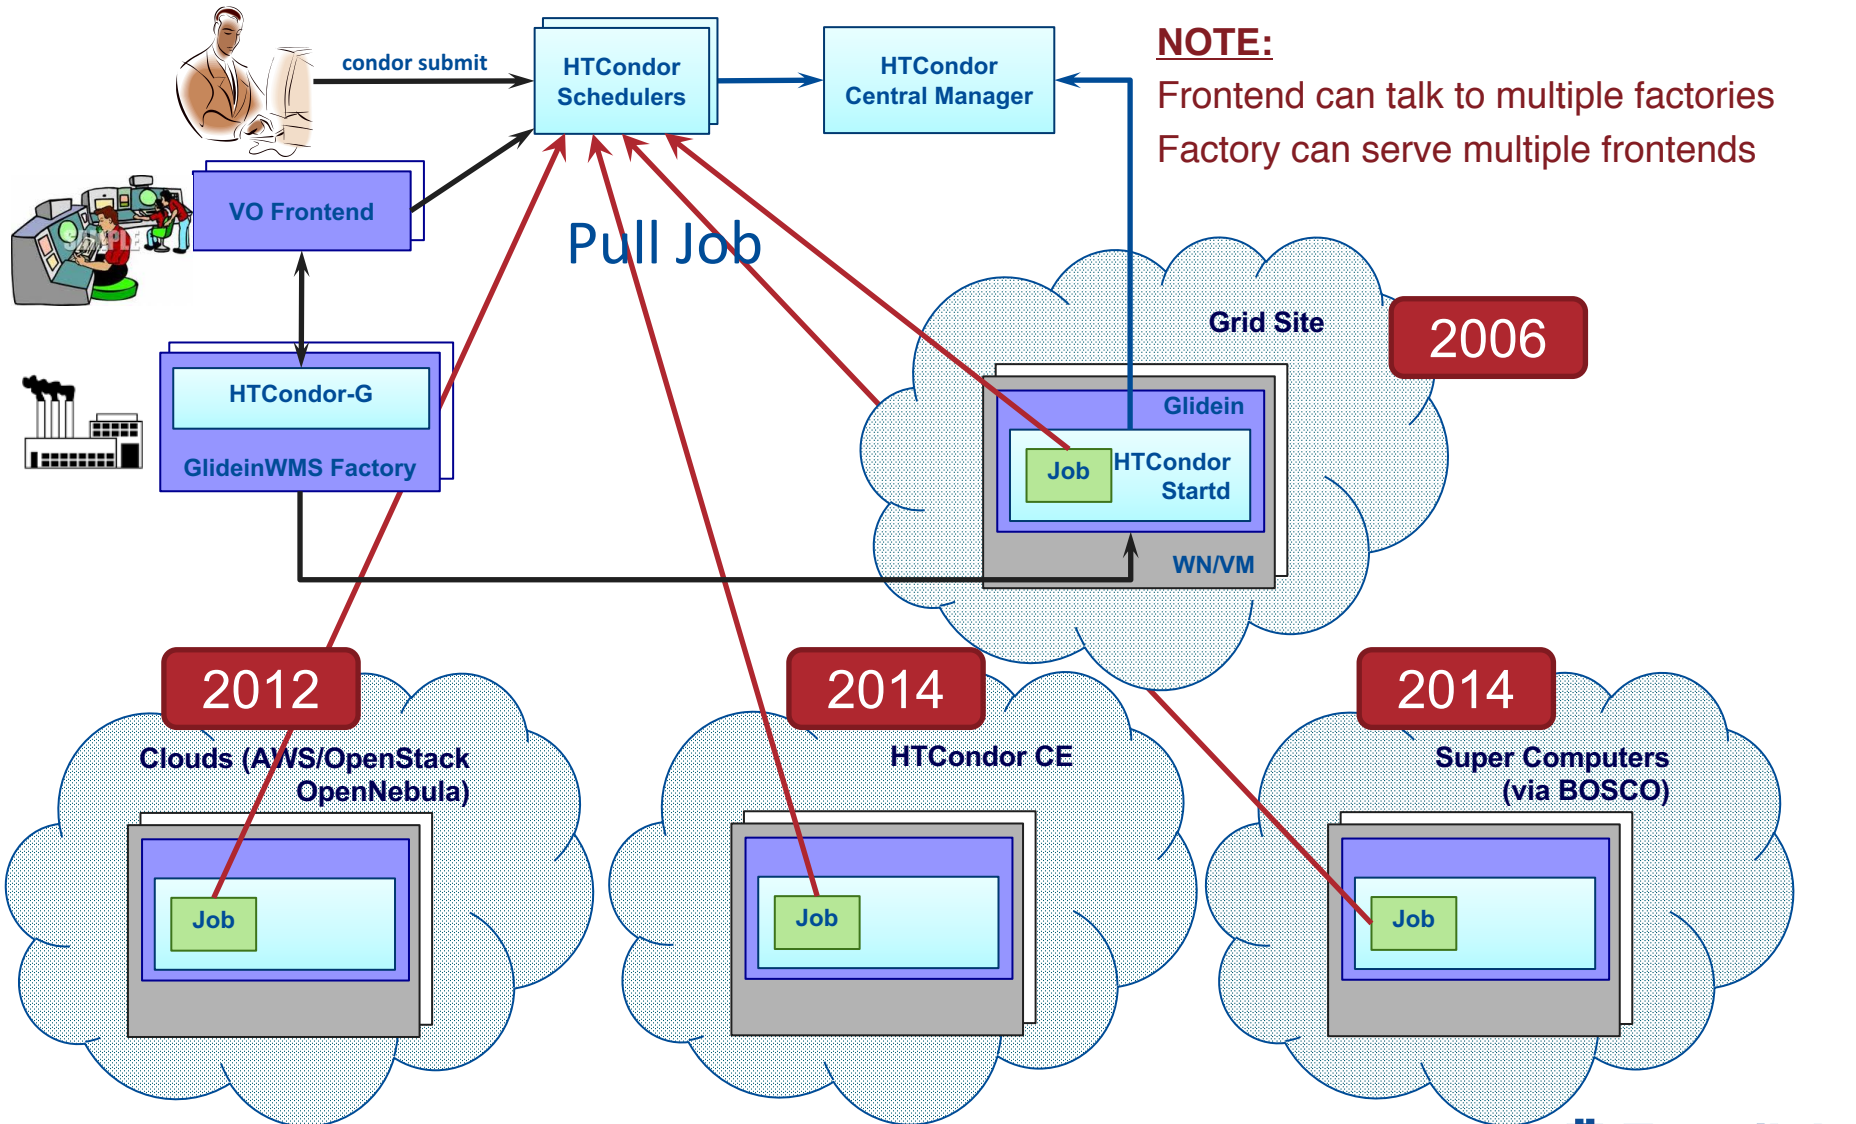 condor submit
HTCondor
Schedulers
HTCondor
Central Manager
NOTE:
Frontend can talk to multiple factories
Factory can serve multiple frontends
VO Frontend
Pull Job
HTCondor-G
GlideinWMS Factory
Grid Site
2006
Glidein
Job
HTCondor
Startd
WN/VM
2012
Clouds (AWS/OpenStack
OpenNebula)
Job
2014
HTCondor CE
Job
2014
Super Computers
(via BOSCO)
Job